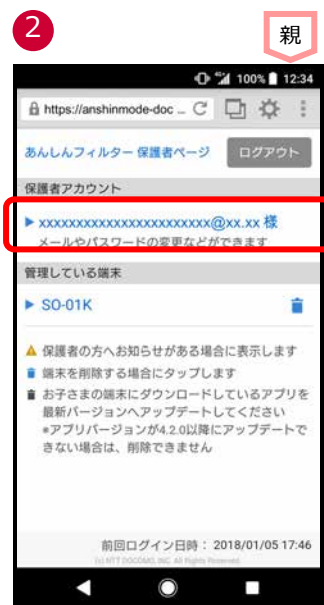 2
親
100% 12:34
https://anshinmode-doc ...
あんしんフィルター 保護者ページ
ログアウト
保護者アカウント
▶ xxxxxxxxxxxxxxxxxxxxxxx@xx.xx 様
メールやパスワードの変更などができます
管理している端末
▶ SO-01K
保護者の方へお知らせがある場合に表示します
端末を削除する場合にタップします
お子さまの端末にダウンロードしているアプリを
最新バージョンへアップデートしてください
*アプリバージョンが4.2.0以降にアップデートで
きない場合は、削除できません
前回ログイン日時： 2018/01/05 17:46
(c) NTT DOCOMO, INC. All Rights Reserved.